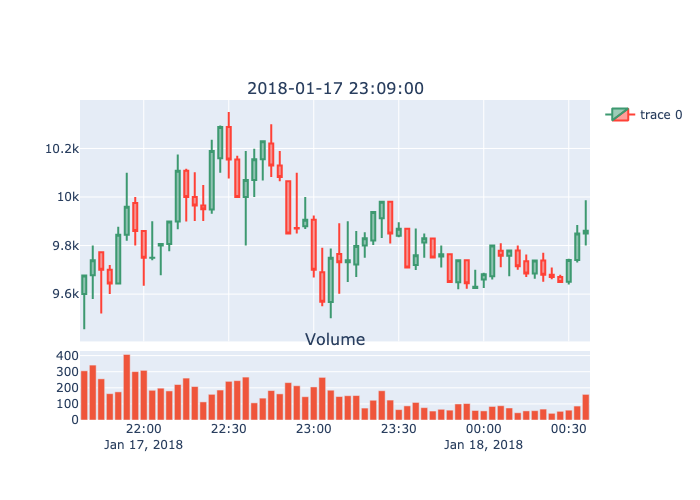 2018-01-17 23:09:00
trace 0
10.2k
10k
9.8k
9.6k
Volume
400
300
200
100
0
22:00 22:30 23:00 23:30 00:00 00:30
Jan 17, 2018 Jan 18, 2018